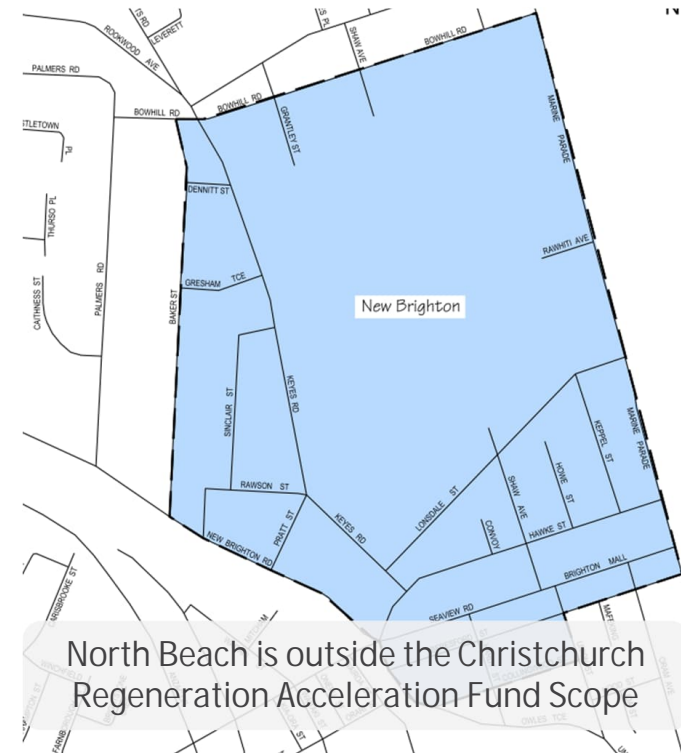 N
LEVERETT
ROOKWOOD AVE
SHAW AVE
BOWHILL RD
PALMERS RD
BOWHILL RD
BOWHILL RD
GRANTLEY ST
MARINE PARADE
PL
DENNITT ST
THURSO PL
RAWHITI AVE
GRESHAM TCE
PALMERS RD
CAITHNESS ST
BAKER ST
New Brighton
KEYES RD
SINCLAIR ST
KEPPEL ST
MARINE PARADE
HOWE ST
SHAW AVE
RAWSON ST
LONSDALE ST
PRATT ST
KEYES RD
CONVOY
HAWKE ST
NEW BRIGHTON RD
BRIGHTON MALL
SEAVIEW RD
North Beach is outside the Christchurch
Regeneration Acceleration Fund Scope
OWLES TCE